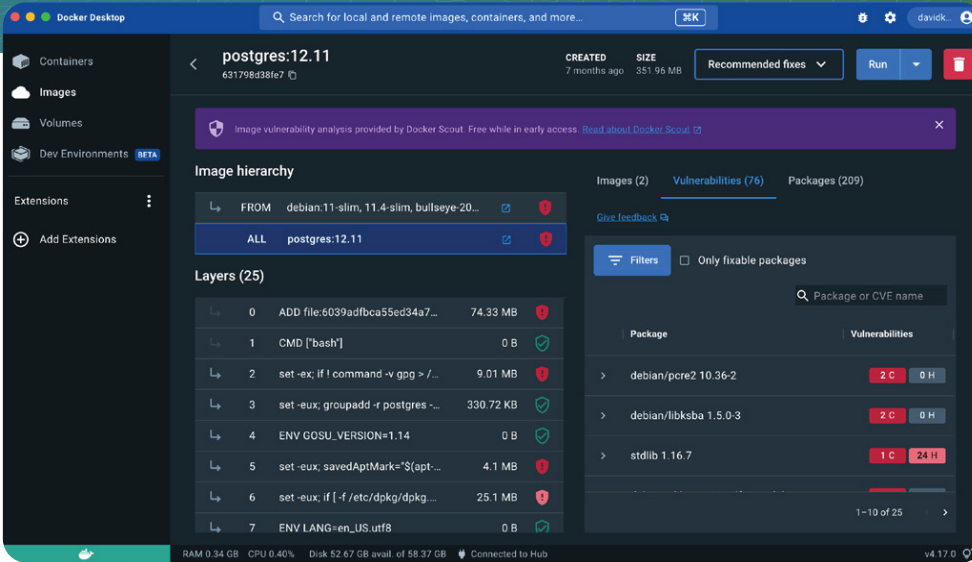 Docker Desktop
Search for local and remote images, containers, and more...
⌘K
davidk...
Containers
Images
Volumes
Dev Environments BETA
Extensions
Add Extensions
postgres:12.11
631798d38fe7
CREATED
7 months ago
SIZE
351.96 MB
Recommended fixes
Run
Image vulnerability analysis provided by Docker Scout. Free while in early access. Read about Docker Scout
Image hierarchy
FROM debian:11-slim, 11.4-slim, bullseye-20...
ALL postgres:12.11
Layers (25)
0 ADD file:6039adfbca55ed34a7... 74.33 MB
1 CMD ["bash"] 0 B
2 set -ex; if ! command -v gpg > /... 9.01 MB
3 set -eux; groupadd -r postgres -... 330.72 KB
4 ENV GOSU_VERSION=1.14 0 B
5 set -eux; savedAptMark="$(apt-... 4.1 MB
6 set -eux; if [ -f /etc/dpkg/dpkg.... 25.1 MB
7 ENV LANG=en_US.utf8 0 B
Images (2)
Vulnerabilities (76)
Packages (209)
Give feedback
Filters
Only fixable packages
Package or CVE name
Package Vulnerabilities
debian/pcre2 10.36-2 2 C 0 H
debian/libksba 1.5.0-3 2 C 0 H
stdlib 1.16.7 1 C 24 H
1–10 of 25
RAM 0.34 GB CPU 0.40% Disk 52.67 GB avail. of 58.37 GB Connected to Hub
v4.17.0